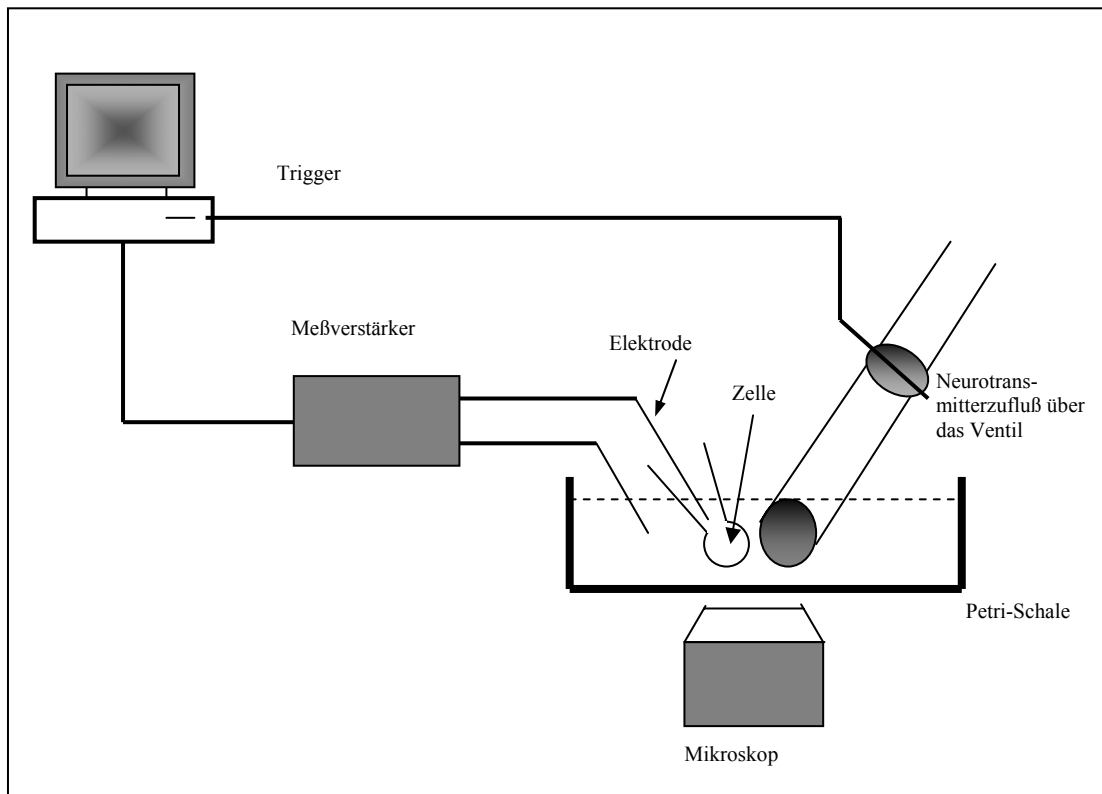 Trigger
Meßverstärker
Elektrode
Zelle
Neurotrans-
mitterzufluß über
das Ventil
Petri-Schale
Mikroskop